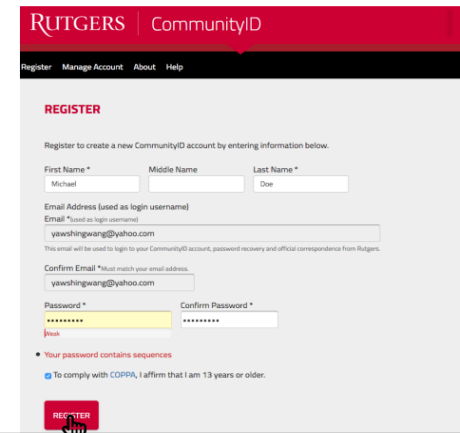 RUTGERS | CommunityID
Register Manage Account About Help
REGISTER
Register to create a new CommunityID account by entering information below.
First Name * Middle Name Last Name *
Michael Doe
Email Address (used as login username)
Email *(used as login username)
yawshingwang@yahoo.com
This email will be used to login to your CommunityID account, password recovery and official correspondence from Rutgers.
Confirm Email *Must match your email address.
yawshingwang@yahoo.com
Password * Confirm Password *
••••••••• •••••••••
Weak
• Your password contains sequences
To comply with COPPA, I affirm that I am 13 years or older.
REGISTER